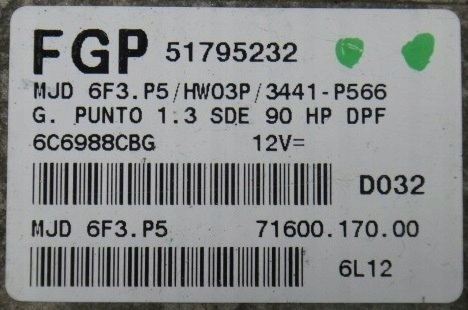 FGP 51795232
MJD 6F3.P5/HW03P/3441-P566
G. PUNTO 1.3 SDE 90 HP DPF
6C6988CBG 12V=
D032
MJD 6F3.P5 71600.170.00
6L12